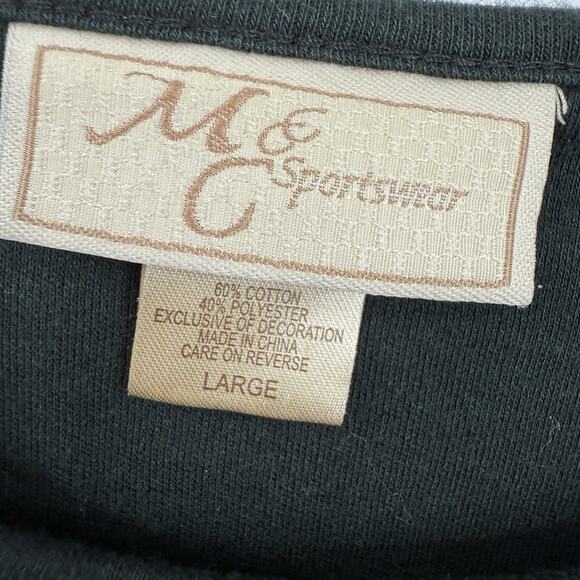 M & C Sportswear
60% COTTON
40% POLYESTER
EXCLUSIVE OF DECORATION
MADE IN CHINA
CARE ON REVERSE
LARGE